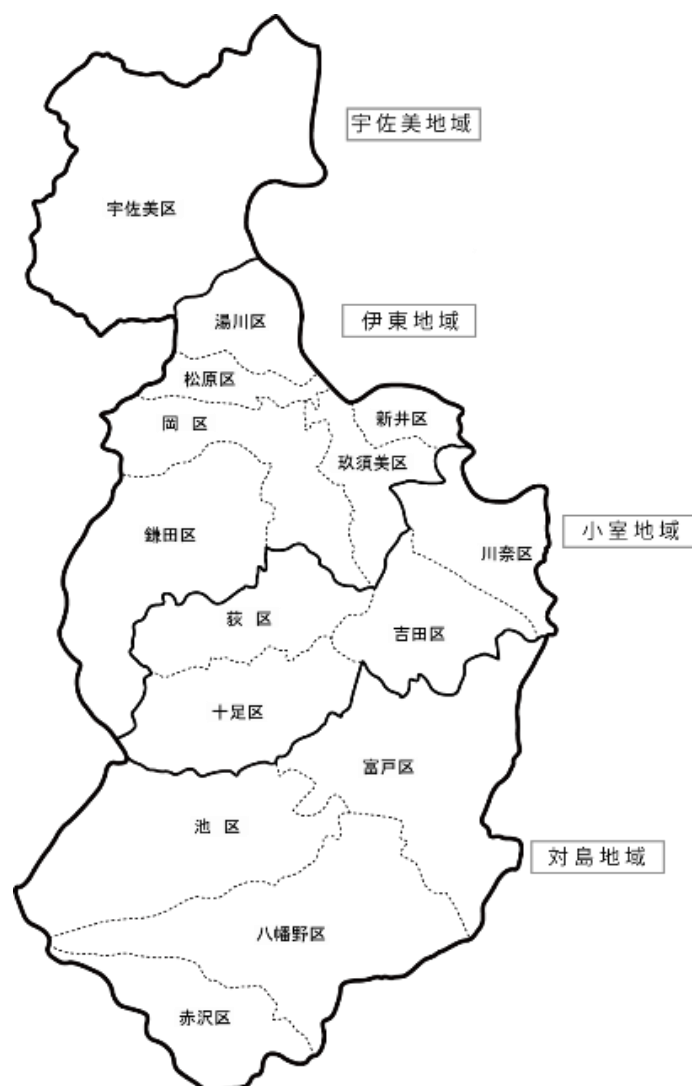 宇佐美地域
宇佐美区
湯川区
伊東地域
松原区
岡区
新井区
玖須美区
鎌田区
小室地域
川奈区
荻区
吉田区
十足区
富戸区
池区
対島地域
八幡野区
赤沢区